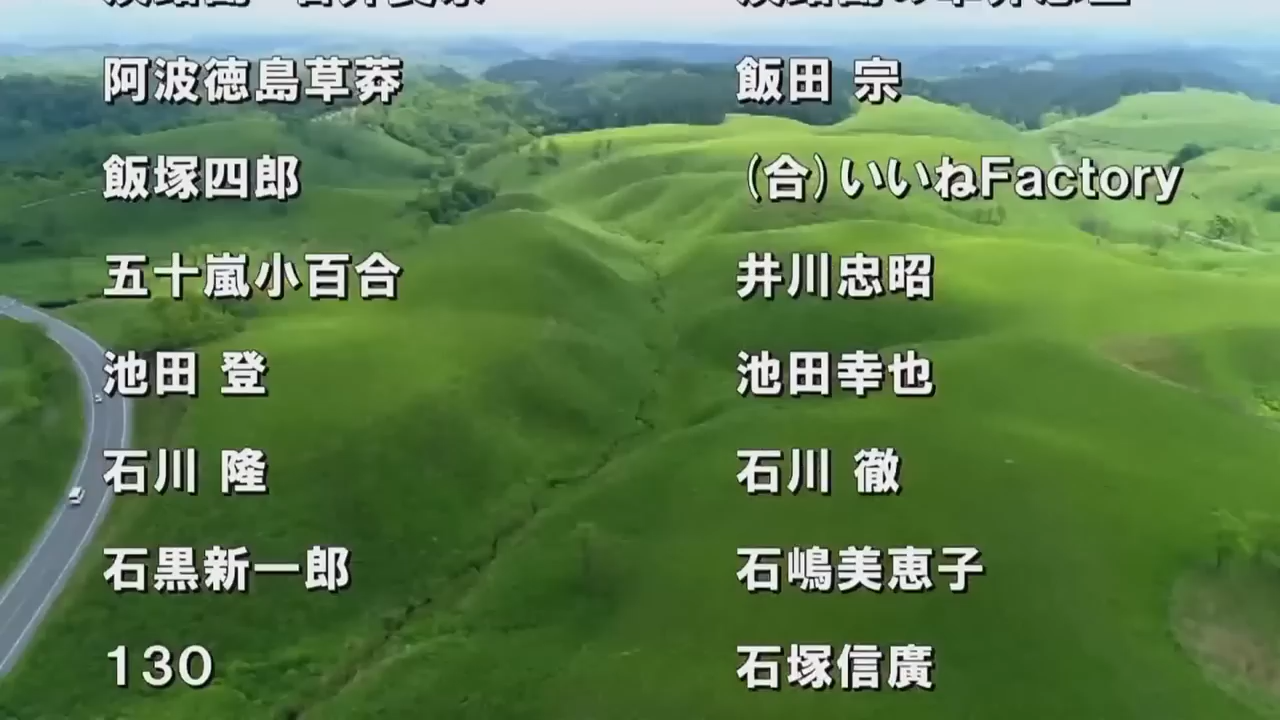 阿波徳島草莽
飯田 宗
飯塚四郎
(合)いいねFactory
五十嵐小百合
井川忠昭
池田 登
池田幸也
石川 隆
石川 徹
石黒新一郎
石嶋美恵子
130
石塚信廣